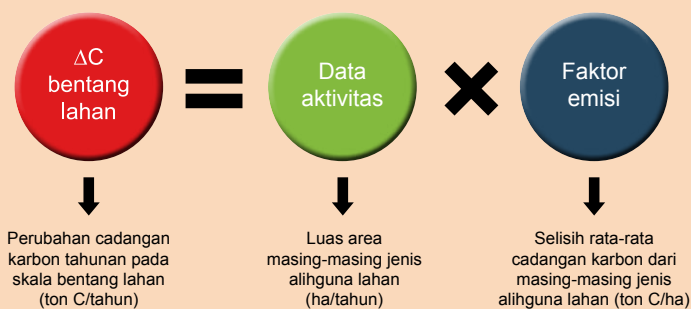 ΔC
bentang
lahan
=
Data
aktivitas
×
Faktor
emisi
Perubahan cadangan
karbon tahunan pada
skala bentang lahan
(ton C/tahun)
Luas area
masing-masing jenis
alihguna lahan
(ha/tahun)
Selisih rata-rata
cadangan karbon dari
masing-masing jenis
alihguna lahan (ton C/ha)